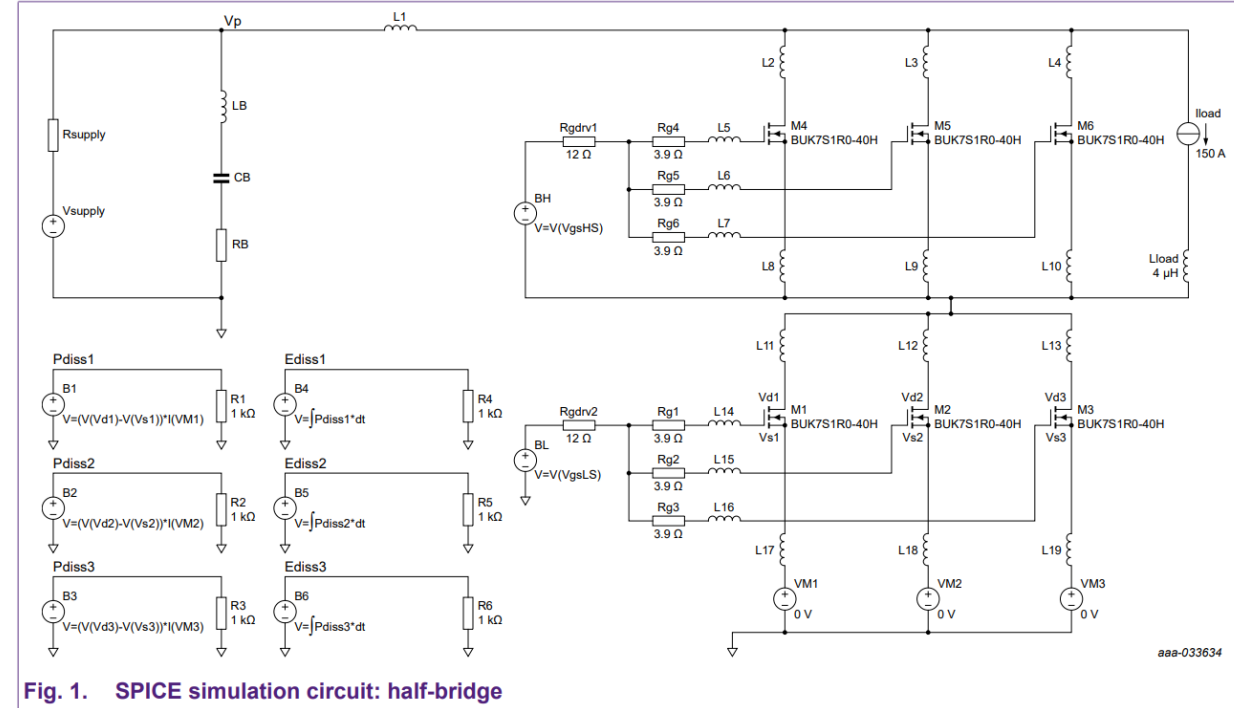 Vp
L1
L2
L3
L4
LB
Rsupply
CB
Vsupply
RB
Rgdrv1
12 Ω
Rg4
3.9 Ω
L5
M4
BUK7S1R0-40H
M5
BUK7S1R0-40H
M6
BUK7S1R0-40H
Iload
150 A
Rg5
3.9 Ω
L6
BH
V=V(VgsHS)
Rg6
3.9 Ω
L7
L8
L9
L10
Lload
4 µH
L11
L12
L13
Pdiss1
B1
V=(V(Vd1)-V(Vs1))*I(VM1)
R1
1 kΩ
Ediss1
B4
V=∫Pdiss1*dt
R4
1 kΩ
Rgdrv2
12 Ω
Rg1
3.9 Ω
L14
Vd1
M1
BUK7S1R0-40H
Vs1
Vd2
M2
BUK7S1R0-40H
Vs2
Vd3
M3
BUK7S1R0-40H
Vs3
BL
V=V(VgsLS)
Rg2
3.9 Ω
L15
Rg3
3.9 Ω
L16
Pdiss2
B2
V=(V(Vd2)-V(Vs2))*I(VM2)
R2
1 kΩ
Ediss2
B5
V=∫Pdiss2*dt
R5
1 kΩ
L17
L18
L19
Pdiss3
B3
V=(V(Vd3)-V(Vs3))*I(VM3)
R3
1 kΩ
Ediss3
B6
V=∫Pdiss3*dt
R6
1 kΩ
VM1
0 V
VM2
0 V
VM3
0 V
aaa-033634
Fig. 1. SPICE simulation circuit: half-bridge